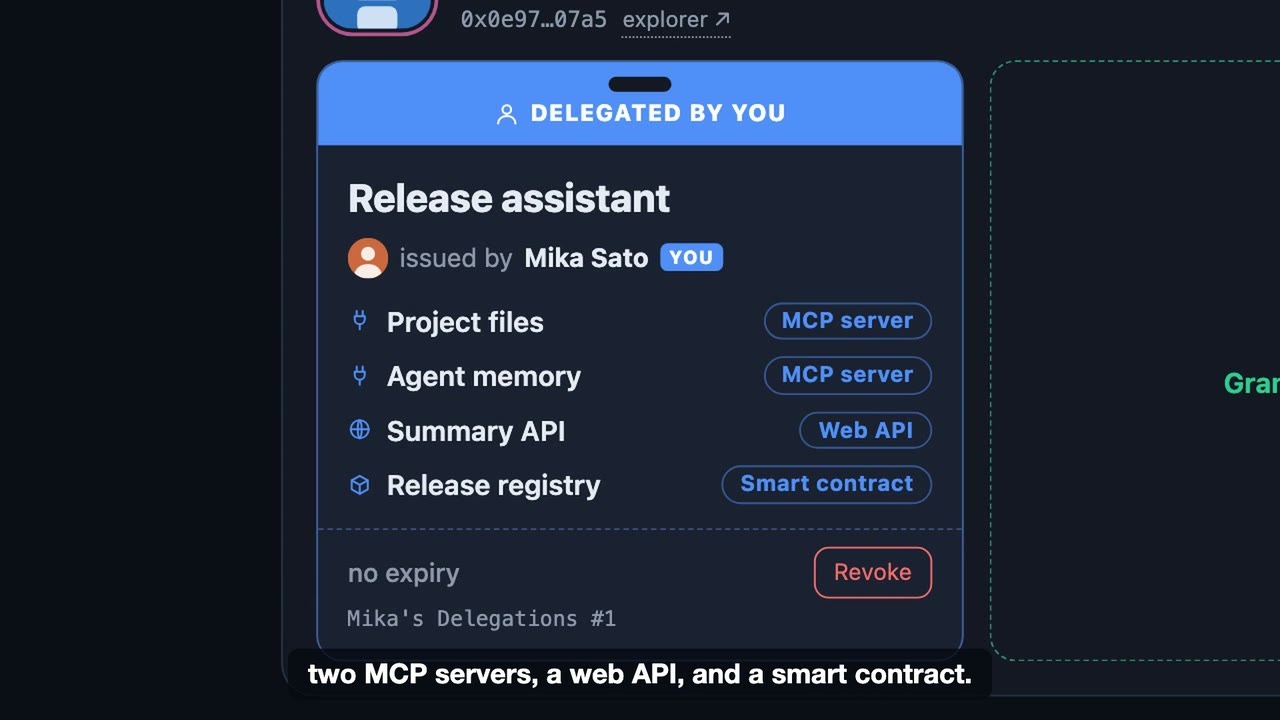 0x0e97…07a5 explorer ↗
DELEGATED BY YOU
Release assistant
issued by Mika Sato YOU
Project files MCP server
Agent memory MCP server
Summary API Web API
Gran
Release registry Smart contract
no expiry Revoke
Mika's Delegations #1
two MCP servers, a web API, and a smart contract.